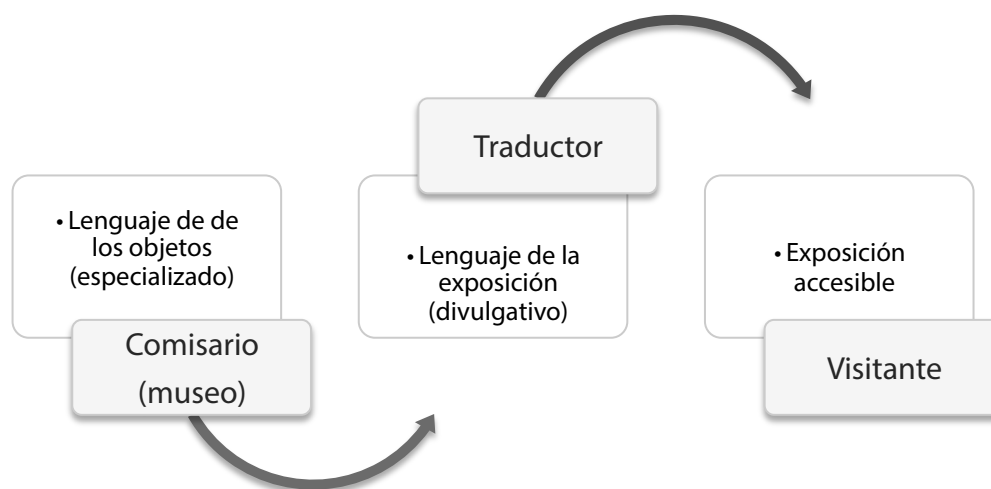 • Lenguaje de de
los objetos
(especializado)
Comisario
(museo)
Traductor
• Lenguaje de la
exposición
(divulgativo)
• Exposición
accesible
Visitante